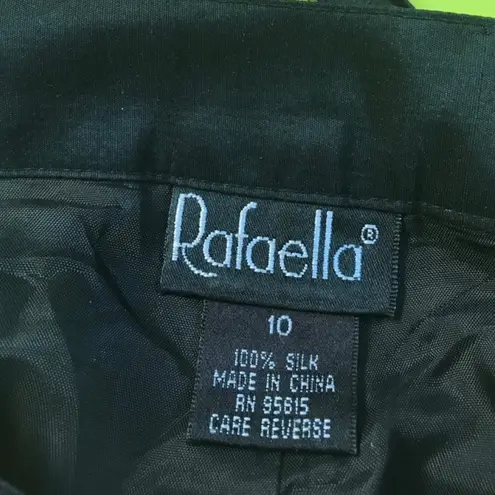 Rafaella®
10
100% SILK
MADE IN CHINA
RN 95615
CARE REVERSE